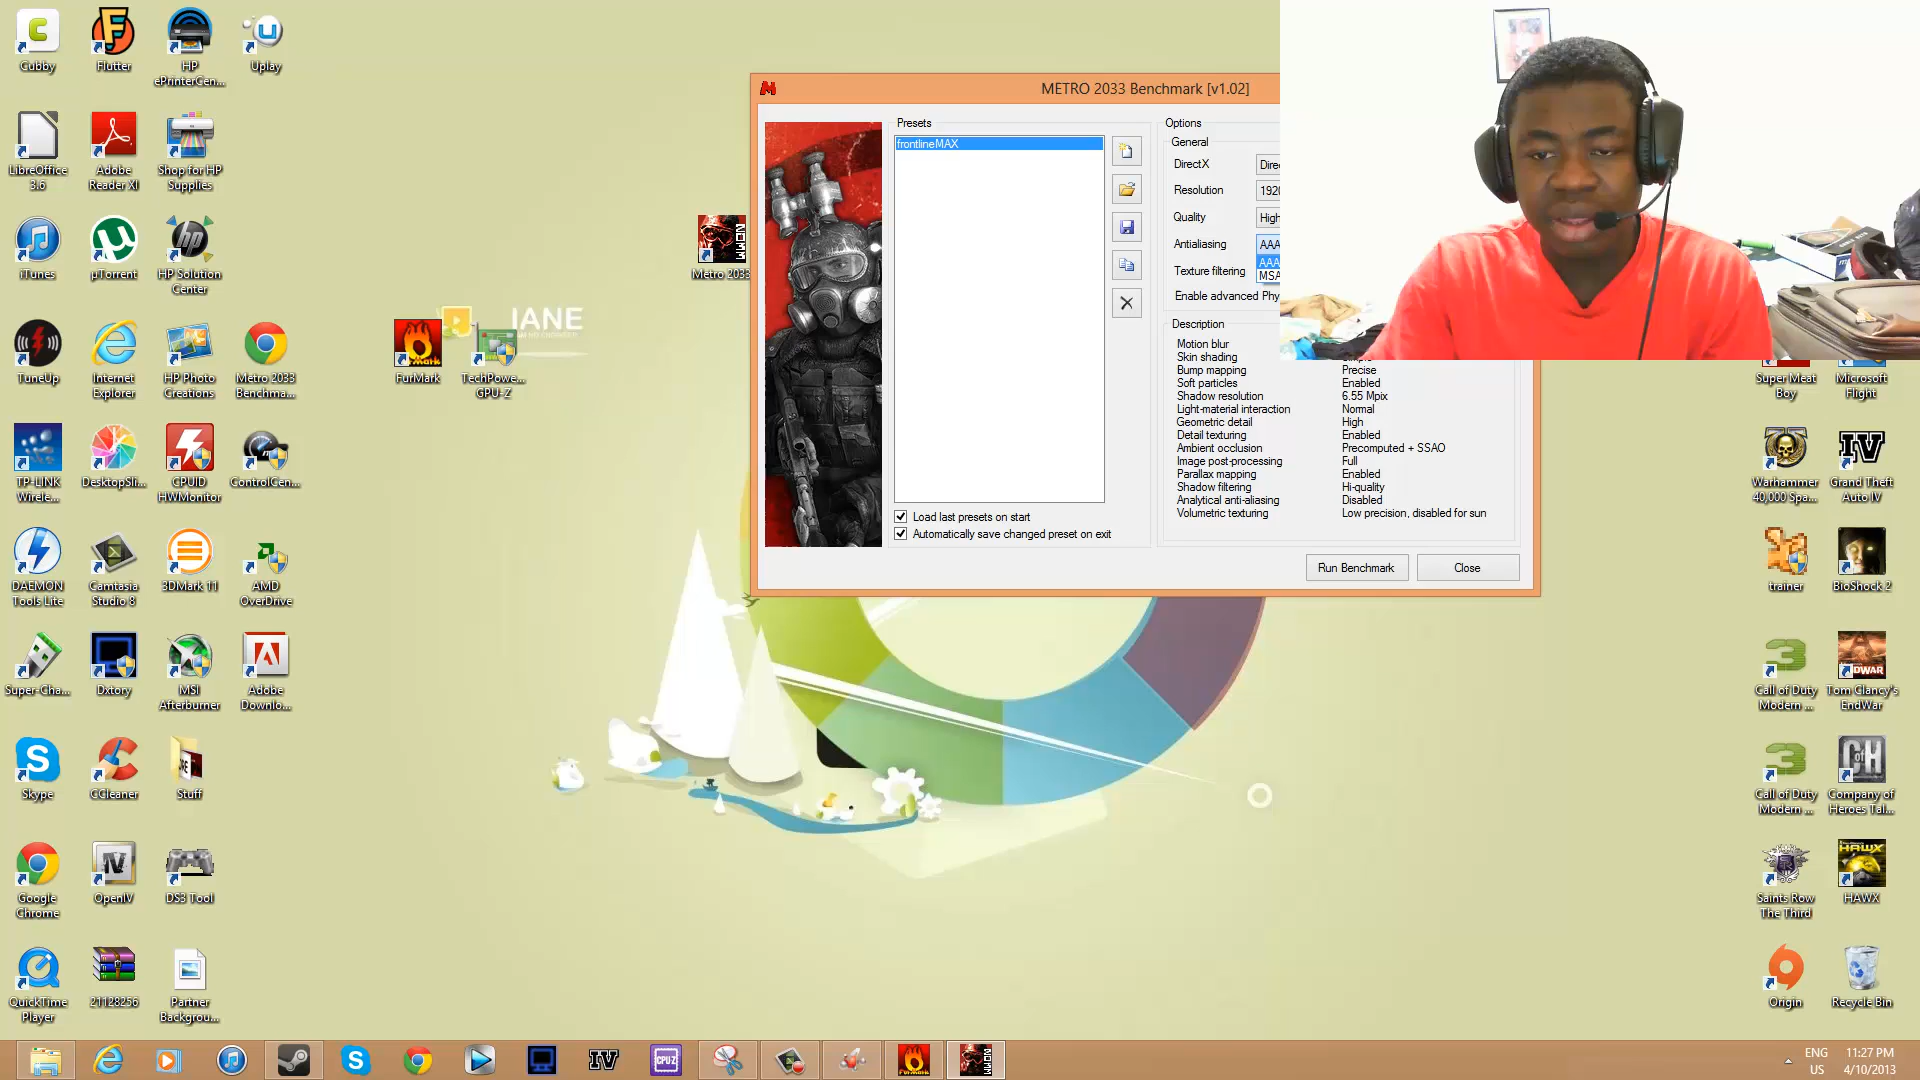 Cubby
Flutter
HP
ePrinterCen...
Uplay
LibreOffice
3.6
Adobe
Reader XI
Shop for HP
Supplies
iTunes
µTorrent
HP Solution
Center
TuneUp
Internet
Explorer
HP Photo
Creations
Metro 2033
Benchma...
TP-LINK
Wirele...
DesktopSli...
CPUID
HWMonitor
ControlCen...
DAEMON
Tools Lite
Camtasia
Studio 8
3DMark 11
AMD
OverDrive
Super-Cha...
Dxtory
MSI
Afterburner
Adobe
Downlo...
Skype
CCleaner
Stuff
Google
Chrome
OpenIV
DS3 Tool
QuickTime
Player
21128256
Partner
Backgrou...
FurMark
TechPowe...
GPU-Z
JANE
Metro 2033
METRO 2033 Benchmark [v1.02]
Presets
frontlineMAX
Load last presets on start
Automatically save changed preset on exit
Options
General
DirectX
Dire
Resolution
1920
Quality
High
Antialiasing
AAA
AAA
MSA
Texture filtering
Enable advanced Phy
Description
Motion blur
Skin shading
Bump mapping Precise
Soft particles Enabled
Shadow resolution 6.55 Mpix
Light-material interaction Normal
Geometric detail High
Detail texturing Enabled
Ambient occlusion Precomputed + SSAO
Image post-processing Full
Parallax mapping Enabled
Shadow filtering Hi-quality
Analytical anti-aliasing Disabled
Volumetric texturing Low precision, disabled for sun
Run Benchmark
Close
Super Meat
Boy
Microsoft
Flight
Warhammer
40,000 Spa...
Grand Theft
Auto IV
trainer
BioShock 2
Call of Duty
Modern ...
Tom Clancy's
EndWar
Call of Duty
Modern ...
Company of
Heroes Tal...
Saints Row
The Third
HAWX
Origin
Recycle Bin
IV
CPUZ
ENG
US
11:27 PM
4/10/2013